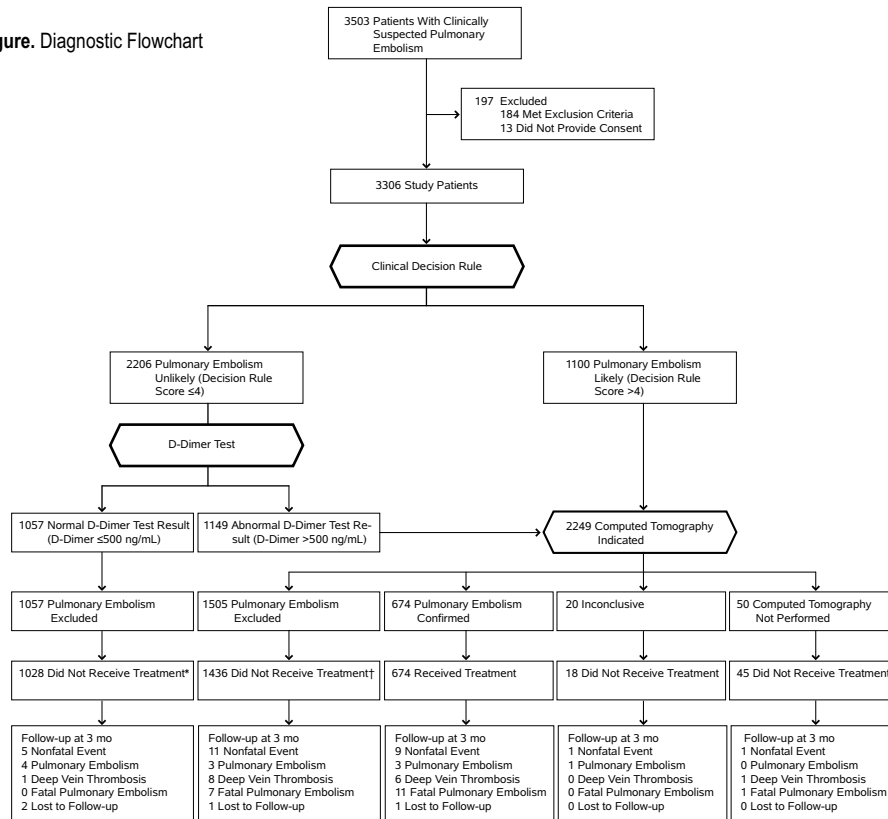 gure. Diagnostic Flowchart
3503 Patients With Clinically
Suspected Pulmonary
Embolism
197 Excluded
184 Met Exclusion Criteria
13 Did Not Provide Consent
3306 Study Patients
Clinical Decision Rule
2206 Pulmonary Embolism
Unlikely (Decision Rule
Score ≤4)
1100 Pulmonary Embolism
Likely (Decision Rule
Score >4)
D-Dimer Test
1057 Normal D-Dimer Test Result
(D-Dimer ≤500 ng/mL)
1149 Abnormal D-Dimer Test Re-
sult (D-Dimer >500 ng/mL)
2249 Computed Tomography
Indicated
1057 Pulmonary Embolism
Excluded
1505 Pulmonary Embolism
Excluded
674 Pulmonary Embolism
Confirmed
20 Inconclusive
50 Computed Tomography
Not Performed
1028 Did Not Receive Treatment*
1436 Did Not Receive Treatment†
674 Received Treatment
18 Did Not Receive Treatment
45 Did Not Receive Treatment
Follow-up at 3 mo
5 Nonfatal Event
4 Pulmonary Embolism
1 Deep Vein Thrombosis
0 Fatal Pulmonary Embolism
2 Lost to Follow-up
Follow-up at 3 mo
11 Nonfatal Event
3 Pulmonary Embolism
8 Deep Vein Thrombosis
7 Fatal Pulmonary Embolism
1 Lost to Follow-up
Follow-up at 3 mo
9 Nonfatal Event
3 Pulmonary Embolism
6 Deep Vein Thrombosis
11 Fatal Pulmonary Embolism
1 Lost to Follow-up
Follow-up at 3 mo
1 Nonfatal Event
1 Pulmonary Embolism
0 Deep Vein Thrombosis
0 Fatal Pulmonary Embolism
0 Lost to Follow-up
Follow-up at 3 mo
1 Nonfatal Event
0 Pulmonary Embolism
1 Deep Vein Thrombosis
1 Fatal Pulmonary Embolism
0 Lost to Follow-up